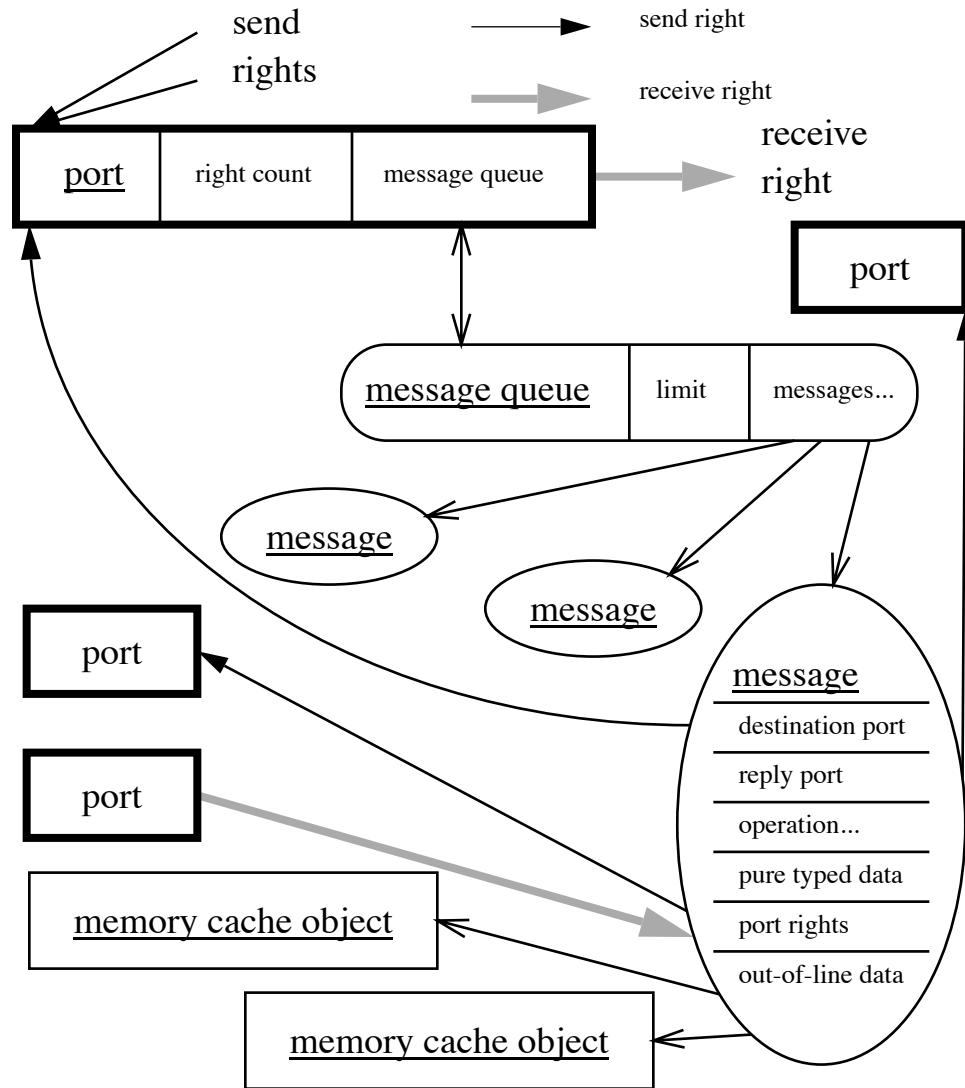 send
rights
send right
receive right
port
right count
message queue
receive
right
port
message queue
limit
messages...
message
message
port
port
message
destination port
reply port
operation...
pure typed data
port rights
out-of-line data
memory cache object
memory cache object